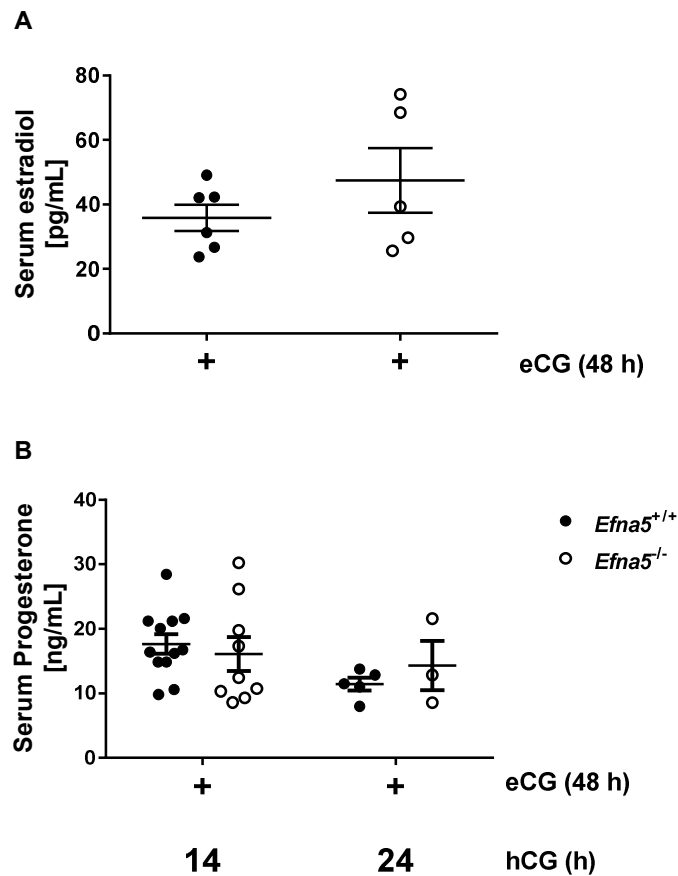 A
Serum estradiol
[pg/mL]
80
60
40
20
0
+ +
eCG (48 h)
B
Serum Progesterone
[ng/mL]
40
30
20
10
0
Efna5+/+
Efna5-/-
+ +
eCG (48 h)
14 24 hCG (h)